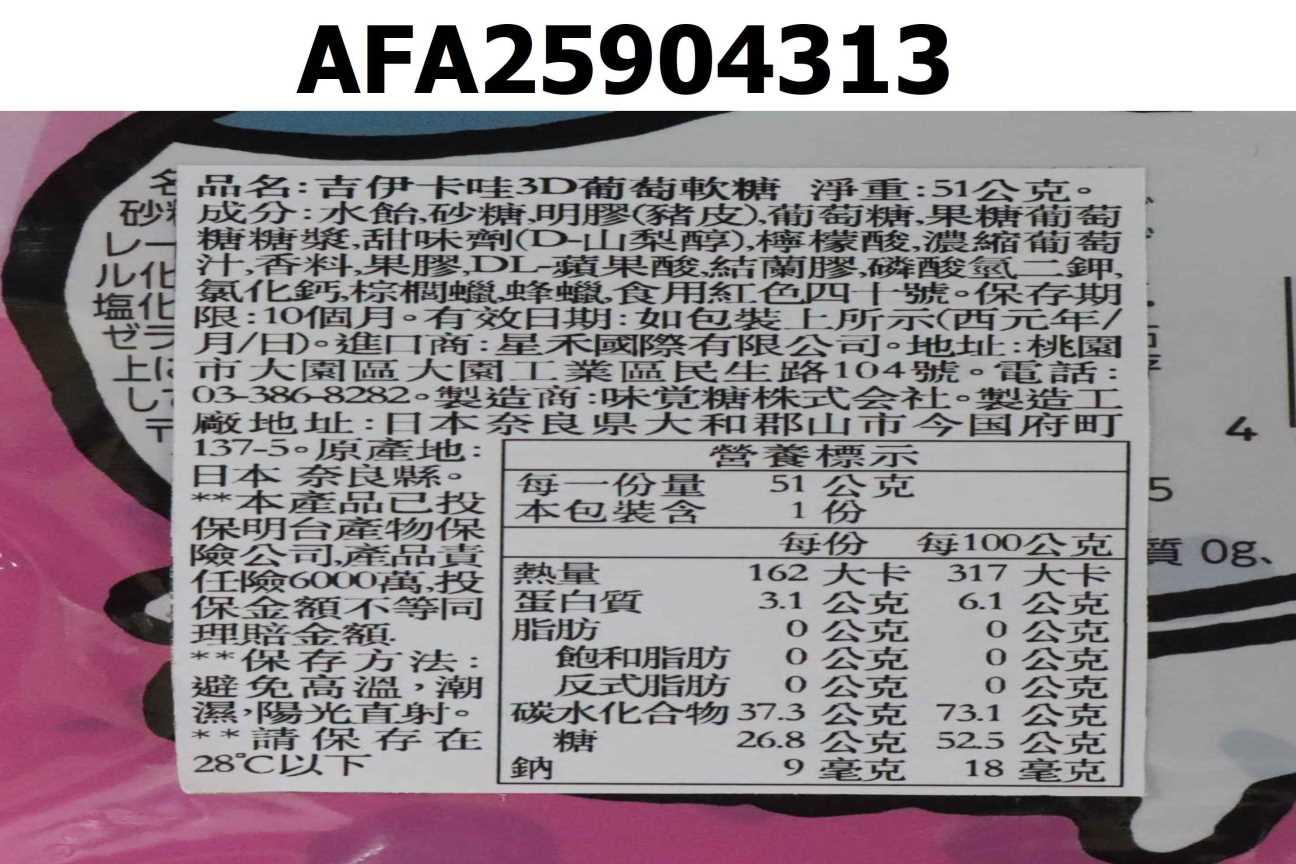 AFA25904313
品名:吉伊卡哇3D葡萄軟糖 淨重:51公克。
成分:水飴,砂糖,明膠(豬皮),葡萄糖,果糖葡萄
糖糖漿,甜味劑(D-山梨醇),檸檬酸,濃縮葡萄
汁,香料,果膠,DL-蘋果酸,結蘭膠,磷酸氫二鉀,
氯化鈣,棕櫚蠟,蜂蠟,食用紅色四十號。保存期
限:10個月。有效日期:如包裝上所示(西元年/
月/日)。進口商:星禾國際有限公司。地址:桃園
市大園區大園工業區民生路104號。電話:
03-386-8282。製造商:味覚糖株式会社。製造工
廠地址:日本奈良県大和郡山市今国府町
137-5。原產地:
日本 奈良縣。
**本產品已投
保明台產物保
險公司,產品責
任險6000萬,投
保金額不等同
理賠金額.
**保存方法:
避免高溫,潮
濕,陽光直射。
**請保存在
28℃以下
營養標示
每一份量 51 公克
本包裝含 1 份
每份 每100公克
熱量 162 大卡 317 大卡
蛋白質 3.1 公克 6.1 公克
脂肪 0 公克 0 公克
飽和脂肪 0 公克 0 公克
反式脂肪 0 公克 0 公克
碳水化合物 37.3 公克 73.1 公克
糖 26.8 公克 52.5 公克
鈉 9 毫克 18 毫克
名
砂
レー
ル化
塩化
ゼラ
上に
し
〒
4
5
質 0g、